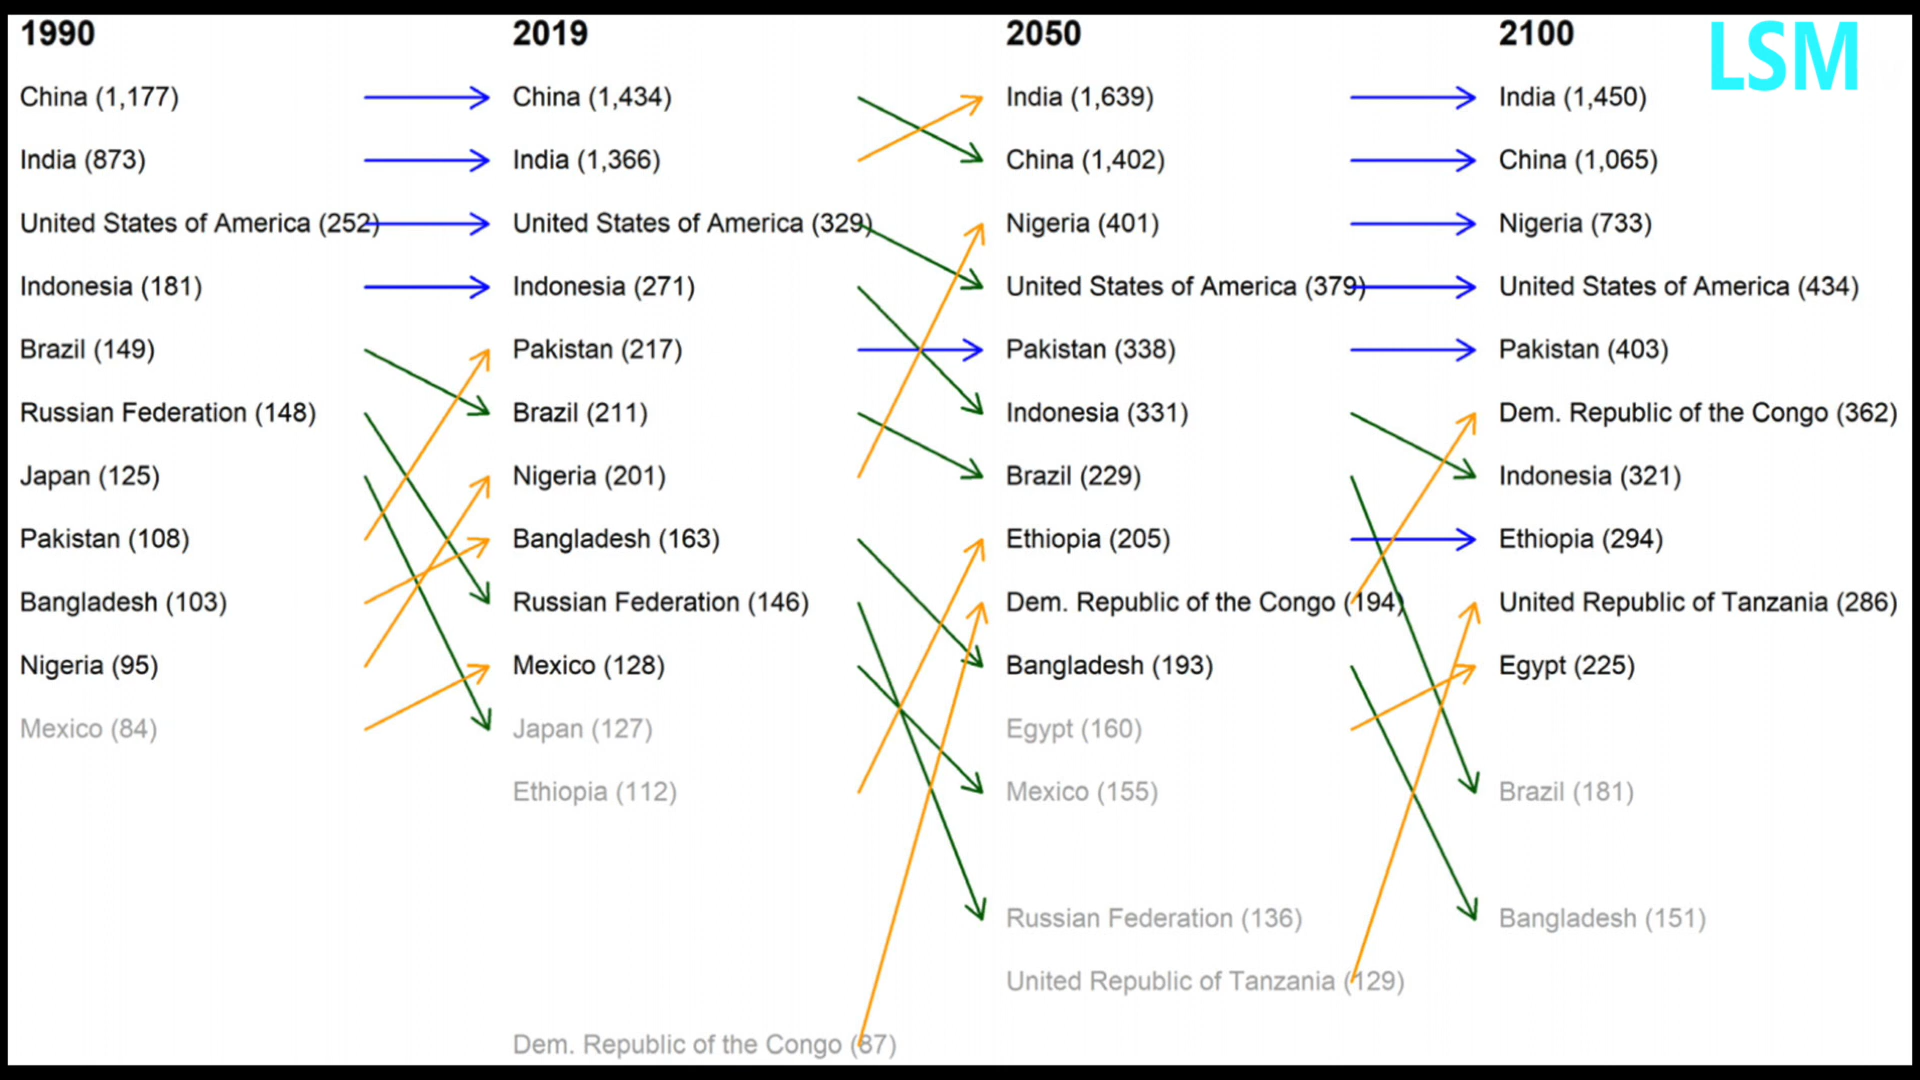 1990
China (1,177)
India (873)
United States of America (252)
Indonesia (181)
Brazil (149)
Russian Federation (148)
Japan (125)
Pakistan (108)
Bangladesh (103)
Nigeria (95)
Mexico (84)
2019
China (1,434)
India (1,366)
United States of America (329)
Indonesia (271)
Pakistan (217)
Brazil (211)
Nigeria (201)
Bangladesh (163)
Russian Federation (146)
Mexico (128)
Japan (127)
Ethiopia (112)
Dem. Republic of the Congo (87)
2050
India (1,639)
China (1,402)
Nigeria (401)
United States of America (379)
Pakistan (338)
Indonesia (331)
Brazil (229)
Ethiopia (205)
Dem. Republic of the Congo (194)
Bangladesh (193)
Egypt (160)
Mexico (155)
Russian Federation (136)
United Republic of Tanzania (129)
2100
India (1,450)
China (1,065)
Nigeria (733)
United States of America (434)
Pakistan (403)
Dem. Republic of the Congo (362)
Indonesia (321)
Ethiopia (294)
United Republic of Tanzania (286)
Egypt (225)
Brazil (181)
Bangladesh (151)
LSM